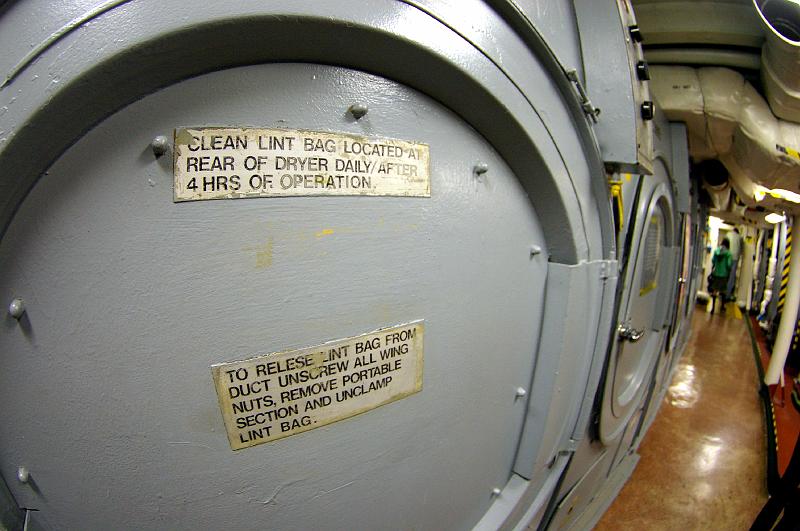 CLEAN LINT BAG LOCATED AT
REAR OF DRYER DAILY/AFTER
4 HRS OF OPERATION.
TO RELESE LINT BAG FROM
DUCT UNSCREW ALL WING
NUTS, REMOVE PORTABLE
SECTION AND UNCLAMP
LINT BAG.